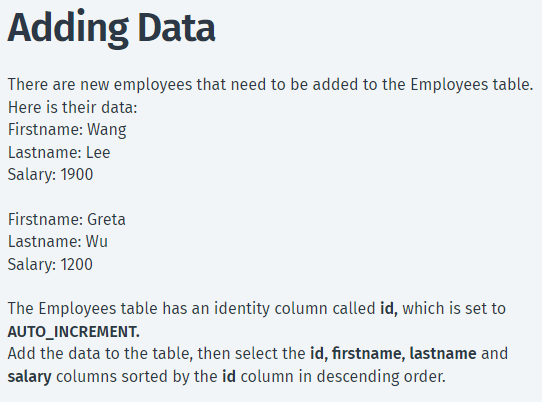 Adding Data
There are new employees that need to be added to the Employees table.
Here is their data:
Firstname: Wang
Lastname: Lee
Salary: 1900
Firstname: Greta
Lastname: Wu
Salary: 1200
The Employees table has an identity column called id, which is set to
AUTO_INCREMENT.
Add the data to the table, then select the id, firstname, lastname and
salary columns sorted by the id column in descending order.